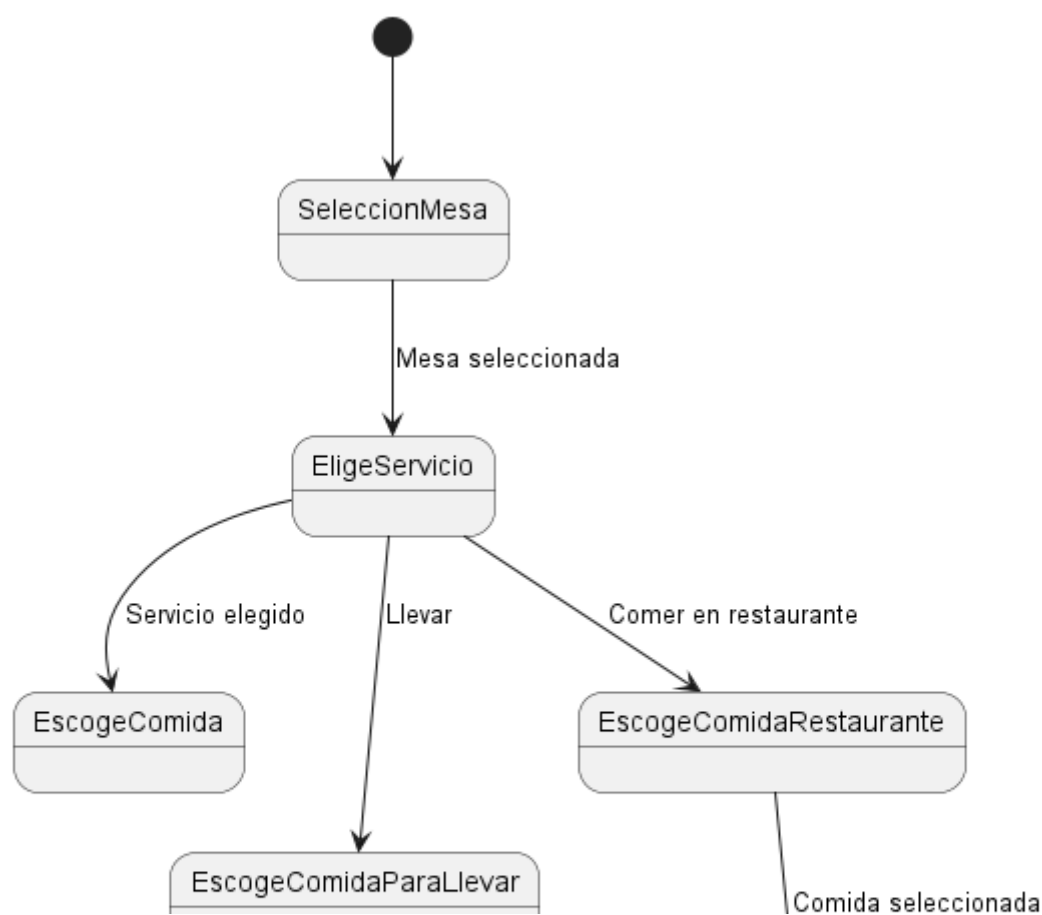 SeleccionMesa
Mesa seleccionada
EligeServicio
Servicio elegido
Llevar
Comer en restaurante
EscogeComida
EscogeComidaRestaurante
EscogeComidaParaLlevar
Comida seleccionada